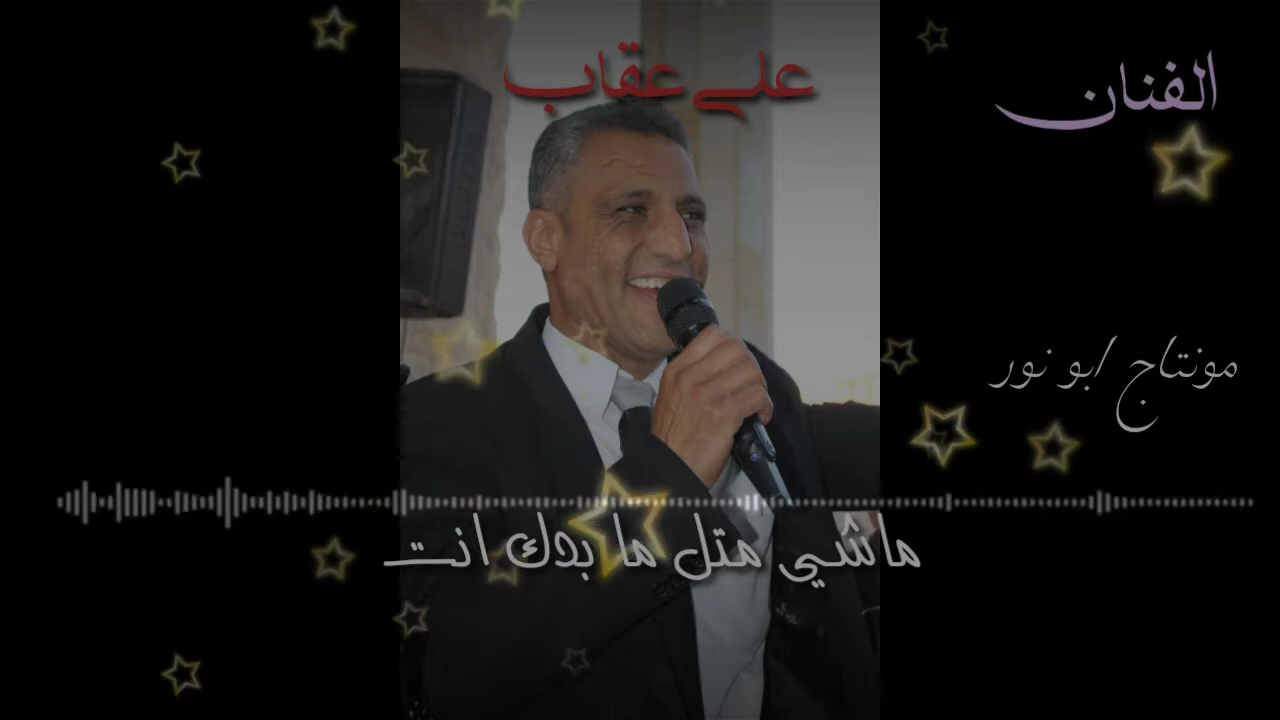 الفنان
علي عقاب
مونتاج ابو نور
ماشي متل ما بدك انت